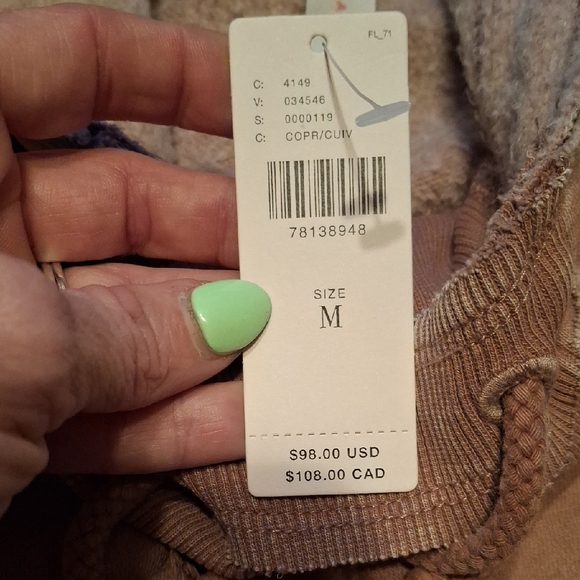 FL_71
C: 4149
V: 034546
S: 0000119
C: COPR/CUIV
78138948
SIZE
M
$98.00 USD
$108.00 CAD